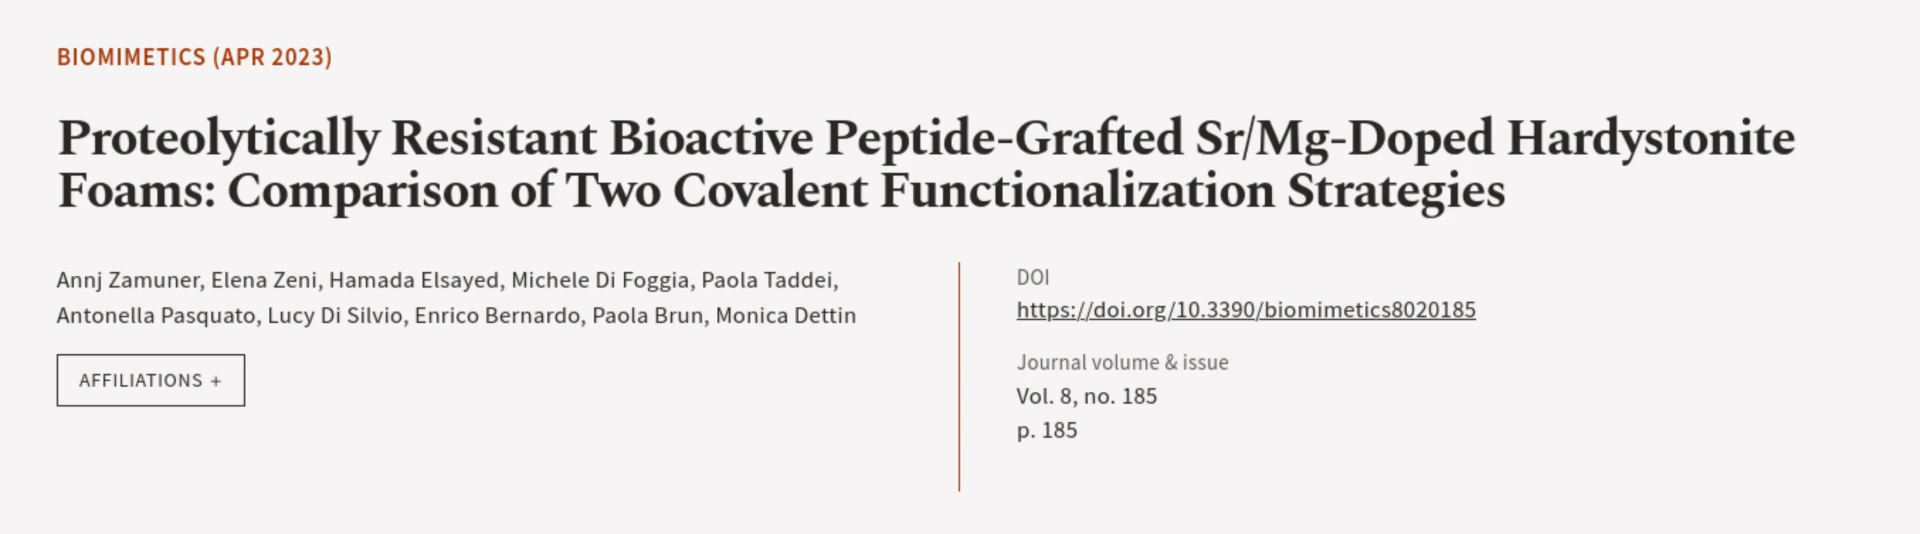 BIOMIMETICS (APR 2023)
Proteolytically Resistant Bioactive Peptide-Grafted Sr/Mg-Doped Hardystonite
Foams: Comparison of Two Covalent Functionalization Strategies
Annj Zamuner, Elena Zeni, Hamada Elsayed, Michele Di Foggia, Paola Taddei,
Antonella Pasquato, Lucy Di Silvio, Enrico Bernardo, Paola Brun, Monica Dettin
AFFILIATIONS +
DOI
https://doi.org/10.3390/biomimetics8020185
Journal volume & issue
Vol. 8, no. 185
p. 185